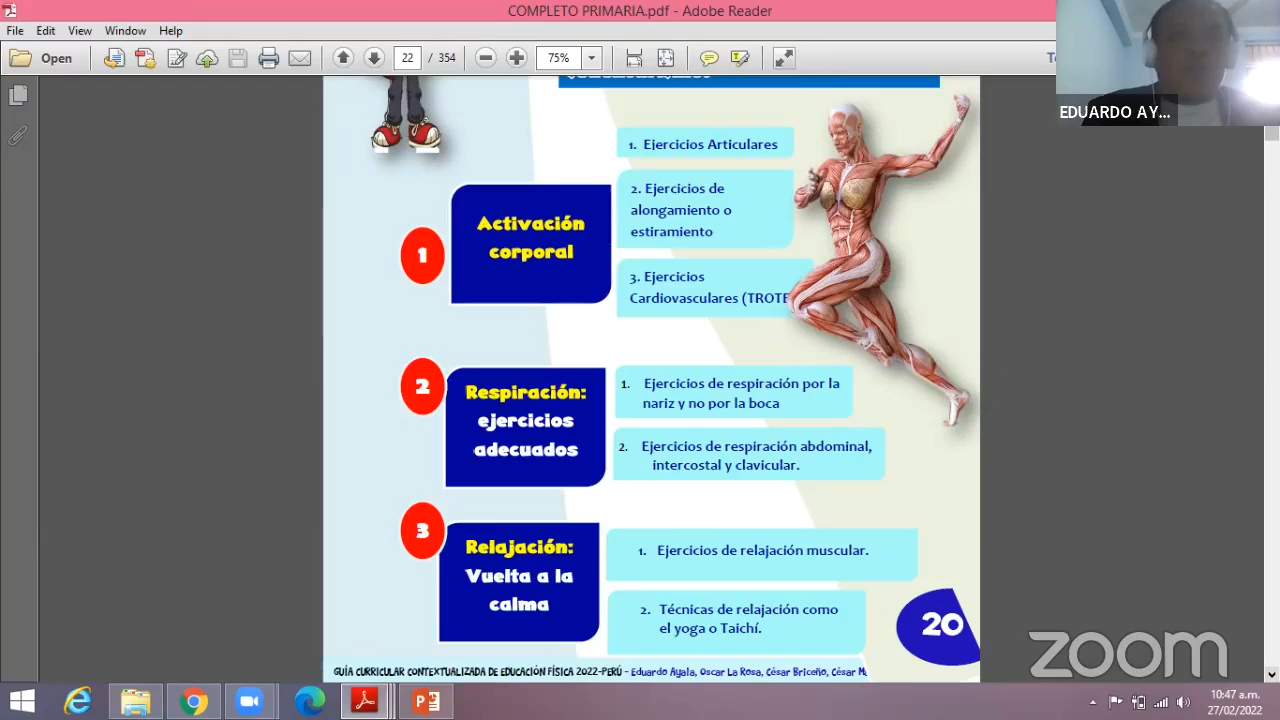 COMPLETO PRIMARIA.pdf - Adobe Reader
File Edit View Window Help
Open
22 / 354
75%
EDUARDO AY...
1. Ejercicios Articulares
1
Activación
corporal
2. Ejercicios de
alongamiento o
estiramiento
3. Ejercicios
Cardiovasculares (TROTE
2
Respiración:
ejercicios
adecuados
1. Ejercicios de respiración por la
nariz y no por la boca
2. Ejercicios de respiración abdominal,
intercostal y clavicular.
3
Relajación:
Vuelta a la
calma
1. Ejercicios de relajación muscular.
2. Técnicas de relajación como
el yoga o Taichí.
20
GUÍA CURRICULAR CONTEXTUALIZADA DE EDUCACIÓN FÍSICA 2022-PERÚ - Eduardo Ayala, Oscar La Rosa, César Briceño, César M
zoom
10:47 a.m.
27/02/2022